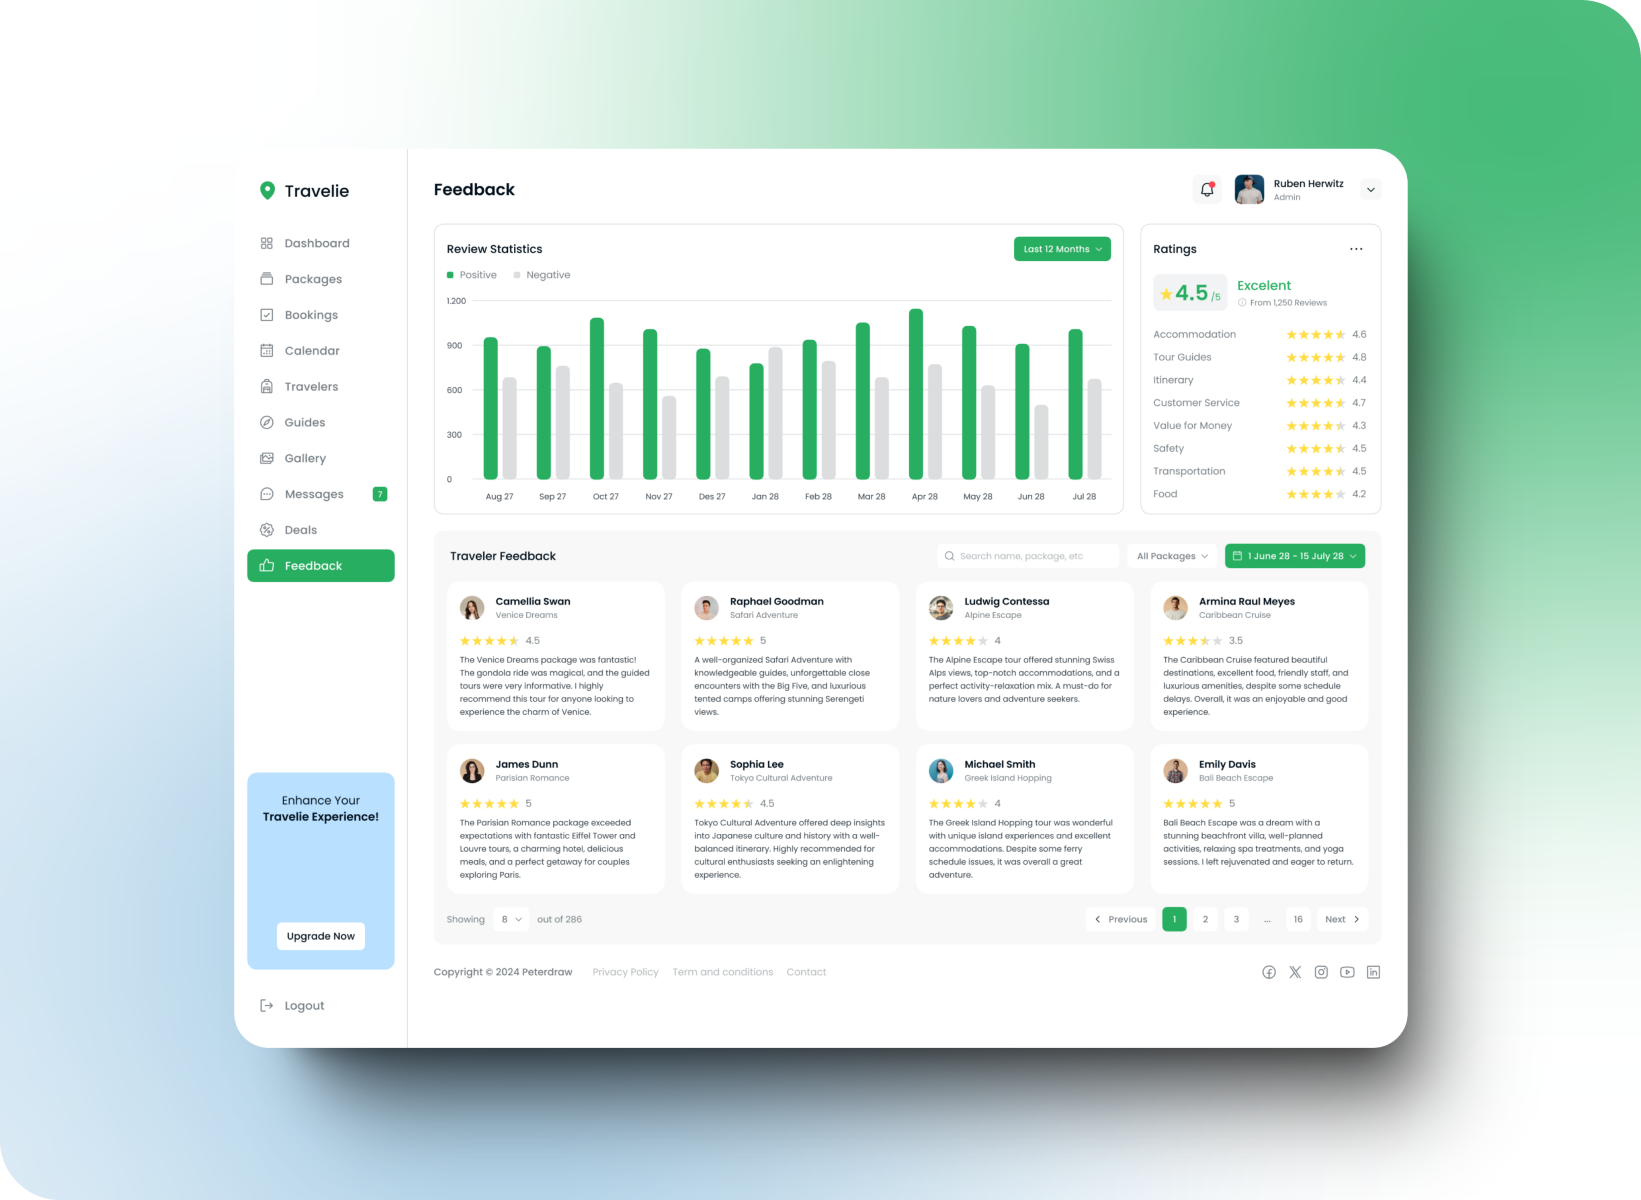 Travelie
Dashboard
Packages
Bookings
Calendar
Travelers
Guides
Gallery
Messages 7
Deals
Feedback
Enhance Your
Travelie Experience!
Upgrade Now
Logout
Feedback
Ruben Herwitz
Admin
Review Statistics
Last 12 Months
Positive Negative
1.200
900
600
300
0
Aug 27 Sep 27 Oct 27 Nov 27 Des 27 Jan 28 Feb 28 Mar 28 Apr 28 May 28 Jun 28 Jul 28
Ratings
4.5 /5
Excelent
From 1,250 Reviews
Accommodation 4.6
Tour Guides 4.8
Itinerary 4.4
Customer Service 4.7
Value for Money 4.3
Safety 4.5
Transportation 4.5
Food 4.2
Traveler Feedback
Search name, package, etc
All Packages
1 June 28 - 15 July 28
Camellia Swan
Venice Dreams
4.5
The Venice Dreams package was fantastic!
The gondola ride was magical, and the guided
tours were very informative. I highly
recommend this tour for anyone looking to
experience the charm of Venice.
Raphael Goodman
Safari Adventure
5
A well-organized Safari Adventure with
knowledgeable guides, unforgettable close
encounters with the Big Five, and luxurious
tented camps offering stunning Serengeti
views.
Ludwig Contessa
Alpine Escape
4
The Alpine Escape tour offered stunning Swiss
Alps views, top-notch accommodations, and a
perfect activity-relaxation mix. A must-do for
nature lovers and adventure seekers.
Armina Raul Meyes
Caribbean Cruise
3.5
The Caribbean Cruise featured beautiful
destinations, excellent food, friendly staff, and
luxurious amenities, despite some schedule
delays. Overall, it was an enjoyable and good
experience.
James Dunn
Parisian Romance
5
The Parisian Romance package exceeded
expectations with fantastic Eiffel Tower and
Louvre tours, a charming hotel, delicious
meals, and a perfect getaway for couples
exploring Paris.
Sophia Lee
Tokyo Cultural Adventure
4.5
Tokyo Cultural Adventure offered deep insights
into Japanese culture and history with a well-
balanced itinerary. Highly recommended for
cultural enthusiasts seeking an enlightening
experience.
Michael Smith
Greek Island Hopping
4
The Greek Island Hopping tour was wonderful
with unique island experiences and excellent
accommodations. Despite some ferry
schedule issues, it was overall a great
adventure.
Emily Davis
Bali Beach Escape
5
Bali Beach Escape was a dream with a
stunning beachfront villa, well-planned
activities, relaxing spa treatments, and yoga
sessions. I left rejuvenated and eager to return.
Showing 8 out of 286
Previous 1 2 3 ... 16 Next
Copyright © 2024 Peterdraw Privacy Policy Term and conditions Contact